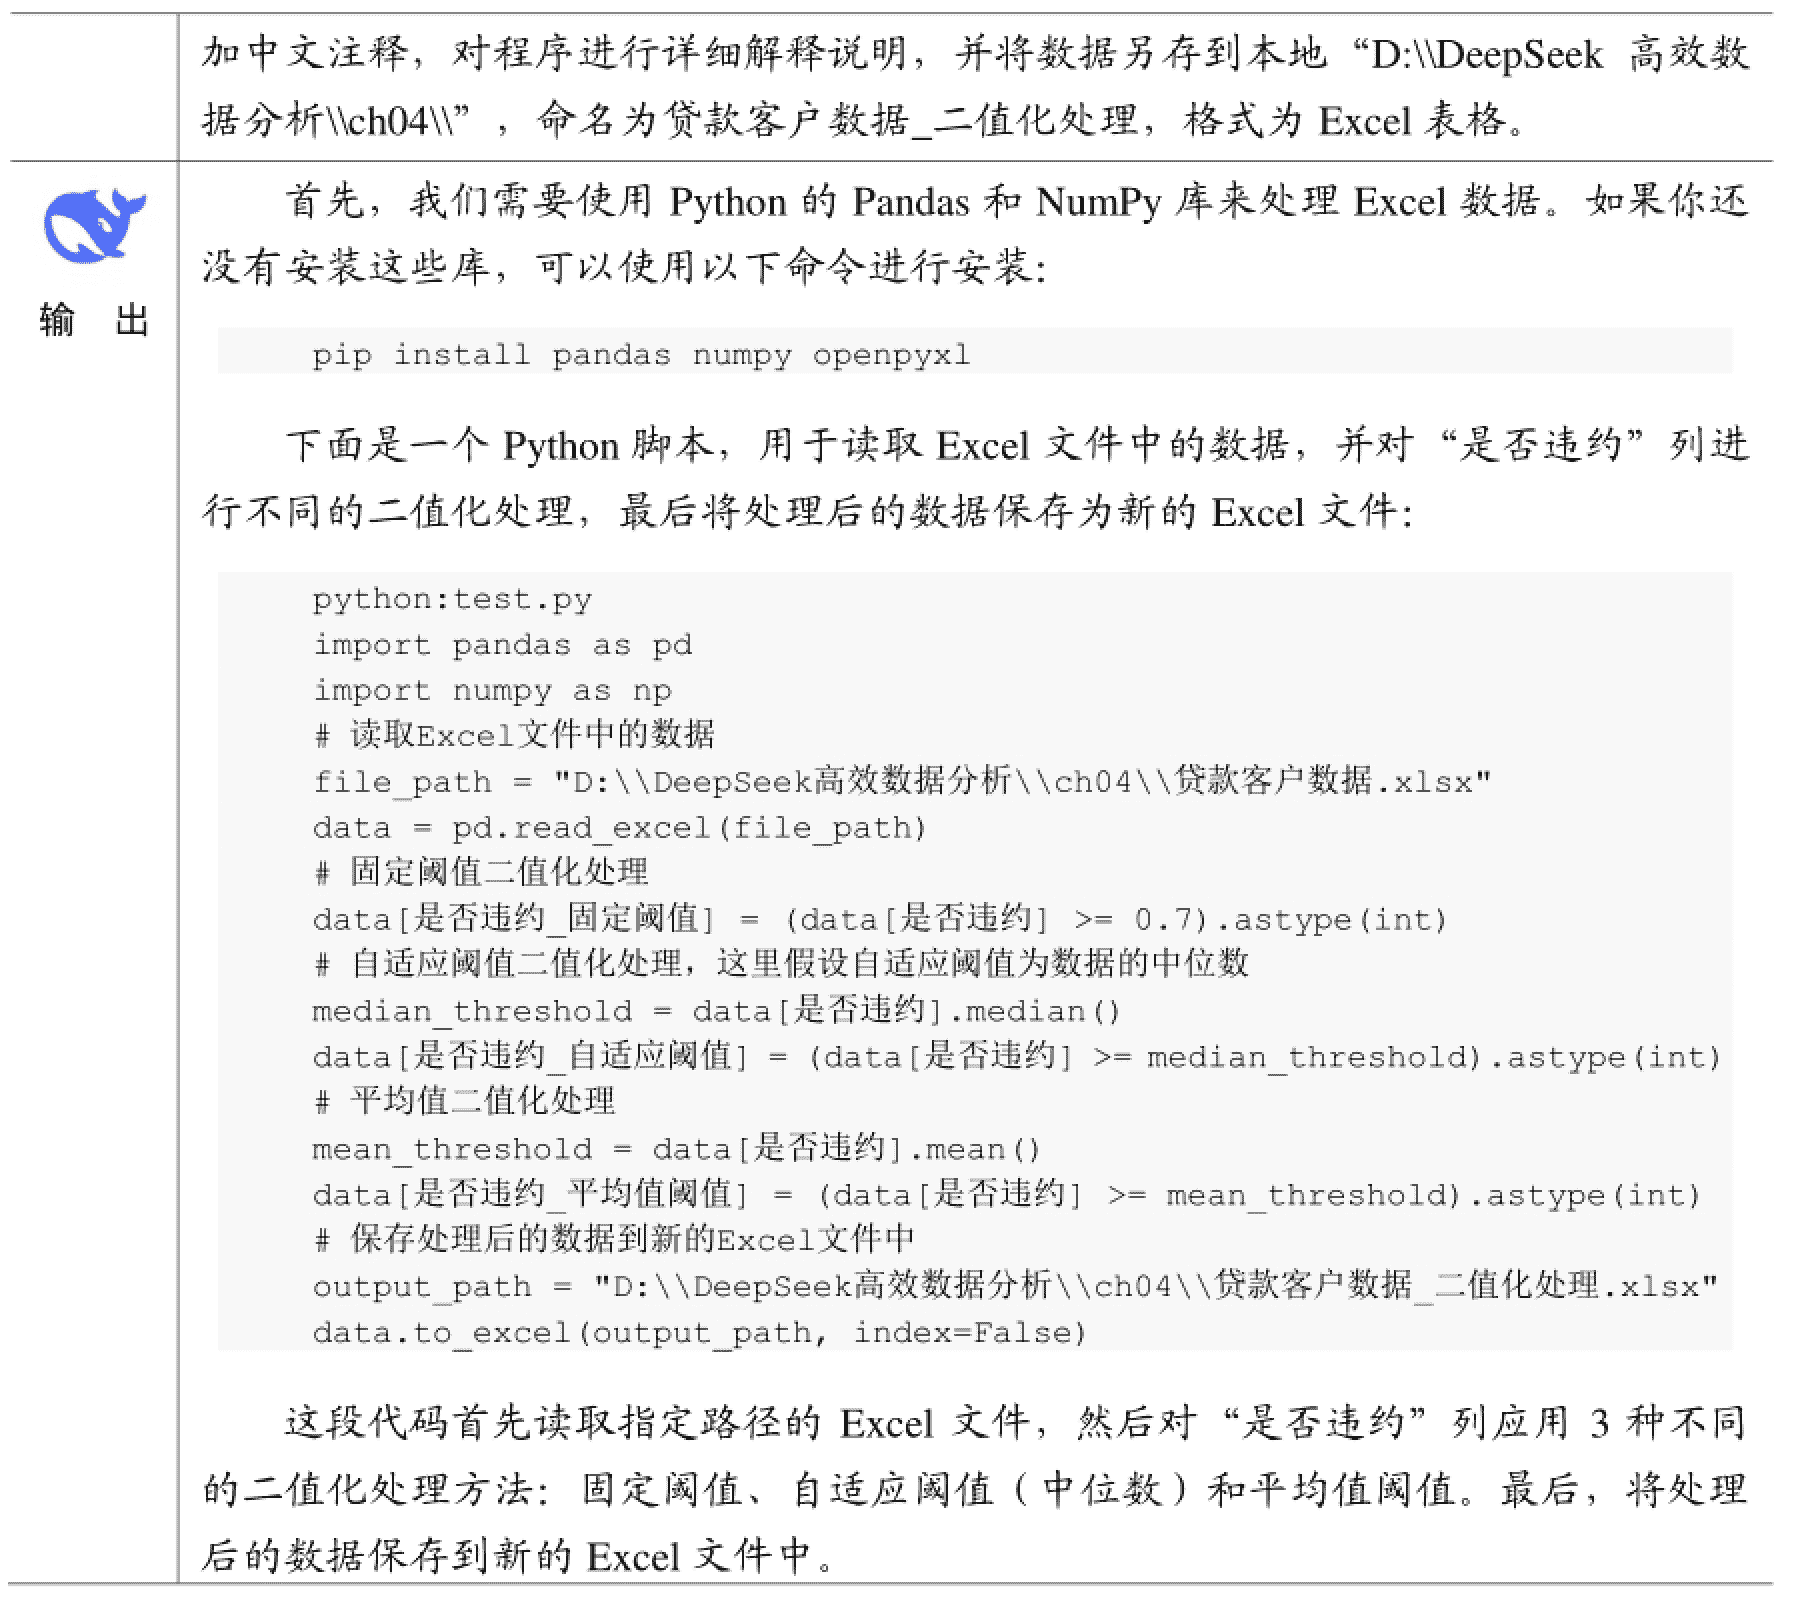 加中文注释，对程序进行详细解释说明，并将数据另存到本地“D:\\DeepSeek 高效数
据分析\\ch04\\”，命名为贷款客户数据_二值化处理，格式为 Excel 表格。
输 出
首先，我们需要使用 Python 的 Pandas 和 NumPy 库来处理 Excel 数据。如果你还
没有安装这些库，可以使用以下命令进行安装：
pip install pandas numpy openpyxl
下面是一个 Python 脚本，用于读取 Excel 文件中的数据，并对“是否违约”列进
行不同的二值化处理，最后将处理后的数据保存为新的 Excel 文件：
python:test.py
import pandas as pd
import numpy as np
# 读取Excel文件中的数据
file_path = "D:\\DeepSeek高效数据分析\\ch04\\贷款客户数据.xlsx"
data = pd.read_excel(file_path)
# 固定阈值二值化处理
data[是否违约_固定阈值] = (data[是否违约] >= 0.7).astype(int)
# 自适应阈值二值化处理，这里假设自适应阈值为数据的中位数
median_threshold = data[是否违约].median()
data[是否违约_自适应阈值] = (data[是否违约] >= median_threshold).astype(int)
# 平均值二值化处理
mean_threshold = data[是否违约].mean()
data[是否违约_平均值阈值] = (data[是否违约] >= mean_threshold).astype(int)
# 保存处理后的数据到新的Excel文件中
output_path = "D:\\DeepSeek高效数据分析\\ch04\\贷款客户数据_二值化处理.xlsx"
data.to_excel(output_path, index=False)
这段代码首先读取指定路径的 Excel 文件，然后对“是否违约”列应用 3 种不同
的二值化处理方法：固定阈值、自适应阈值（中位数）和平均值阈值。最后，将处理
后的数据保存到新的 Excel 文件中。